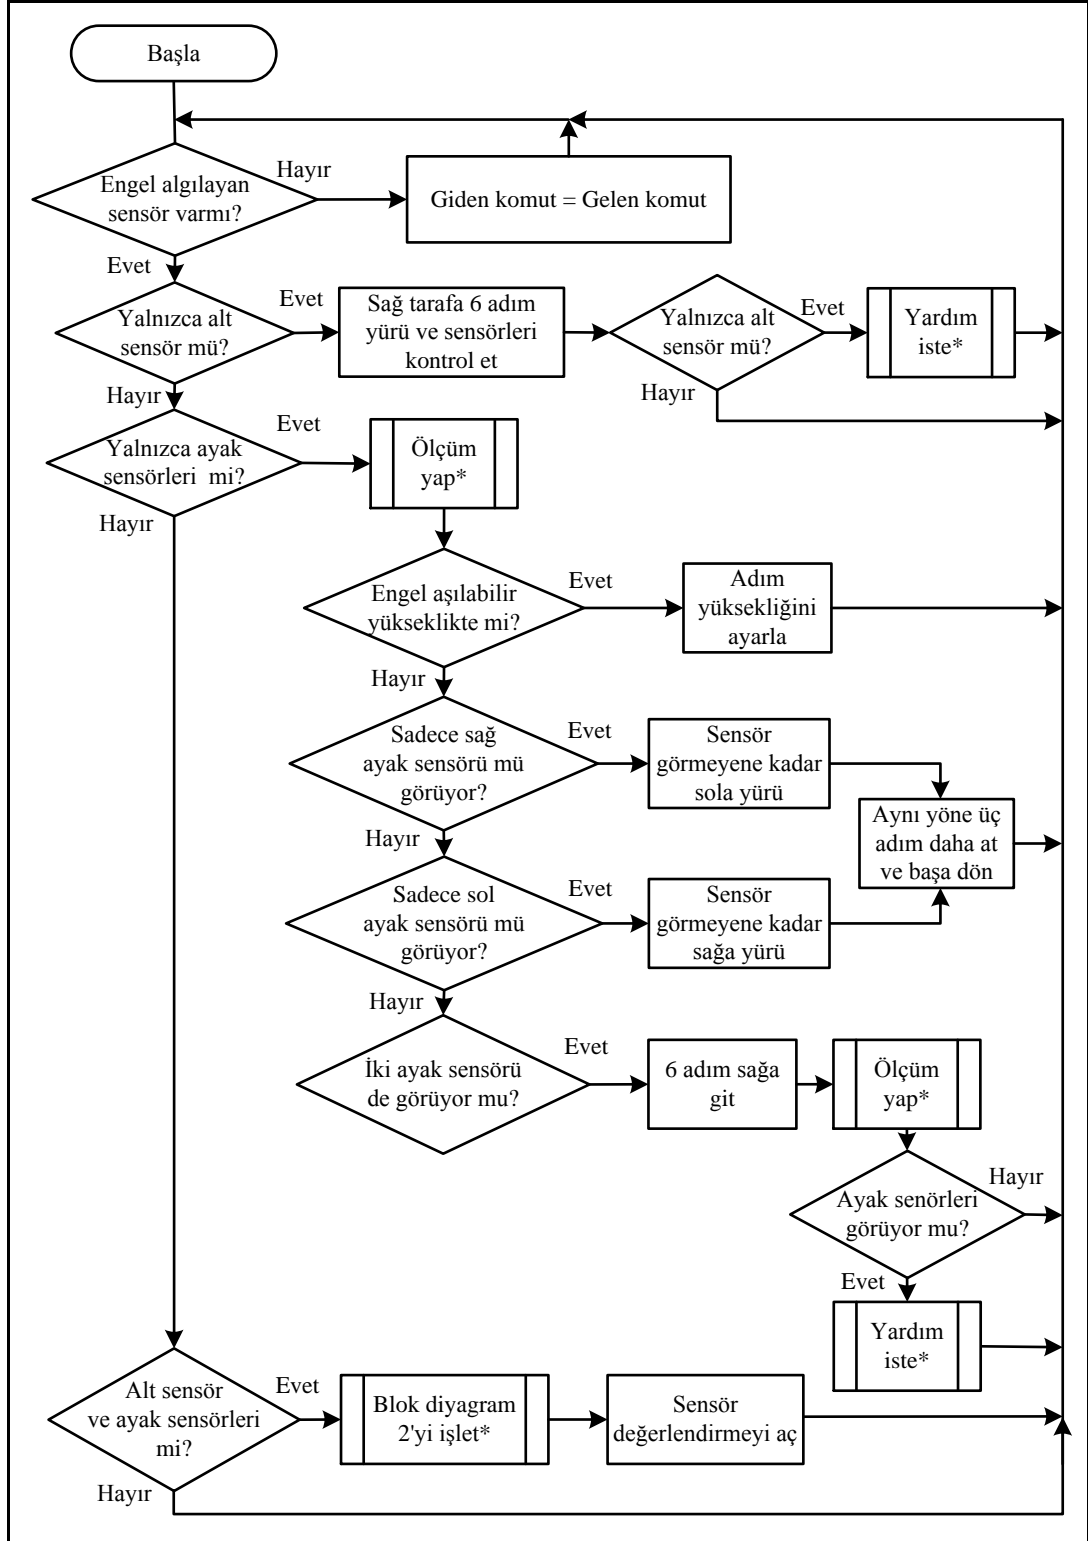 Başla
Engel algılayan
sensör varmı?
Hayır
Giden komut = Gelen komut
Evet
Yalnızca alt
sensör mü?
Evet
Sağ tarafa 6 adım
yürü ve sensörleri
kontrol et
Yalnızca alt
sensör mü?
Evet
Yardım
iste*
Hayır
Hayır
Yalnızca ayak
sensörleri  mi?
Evet
Ölçüm
yap*
Hayır
Engel aşılabilir
yükseklikte mi?
Evet
Adım
yüksekliğini
ayarla
Hayır
Sadece sağ
ayak sensörü mü
görüyor?
Evet
Sensör
görmeyene kadar
sola yürü
Aynı yöne üç
adım daha at
ve başa dön
Hayır
Sadece sol
ayak sensörü mü
görüyor?
Evet
Sensör
görmeyene kadar
sağa yürü
Hayır
İki ayak sensörü
de görüyor mu?
Evet
6 adım sağa
git
Ölçüm
yap*
Ayak senörleri
görüyor mu?
Hayır
Evet
Yardım
iste*
Alt sensör
ve ayak sensörleri
mi?
Evet
Blok diyagram
2'yi işlet*
Sensör
değerlendirmeyi aç
Hayır